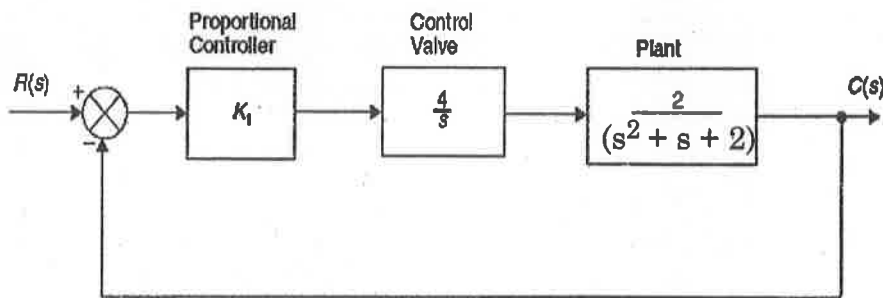 Proportional
Controller
Control
Valve
Plant
R(s)
+
−
K₁
4
s
2
(s² + s + 2)
C(s)